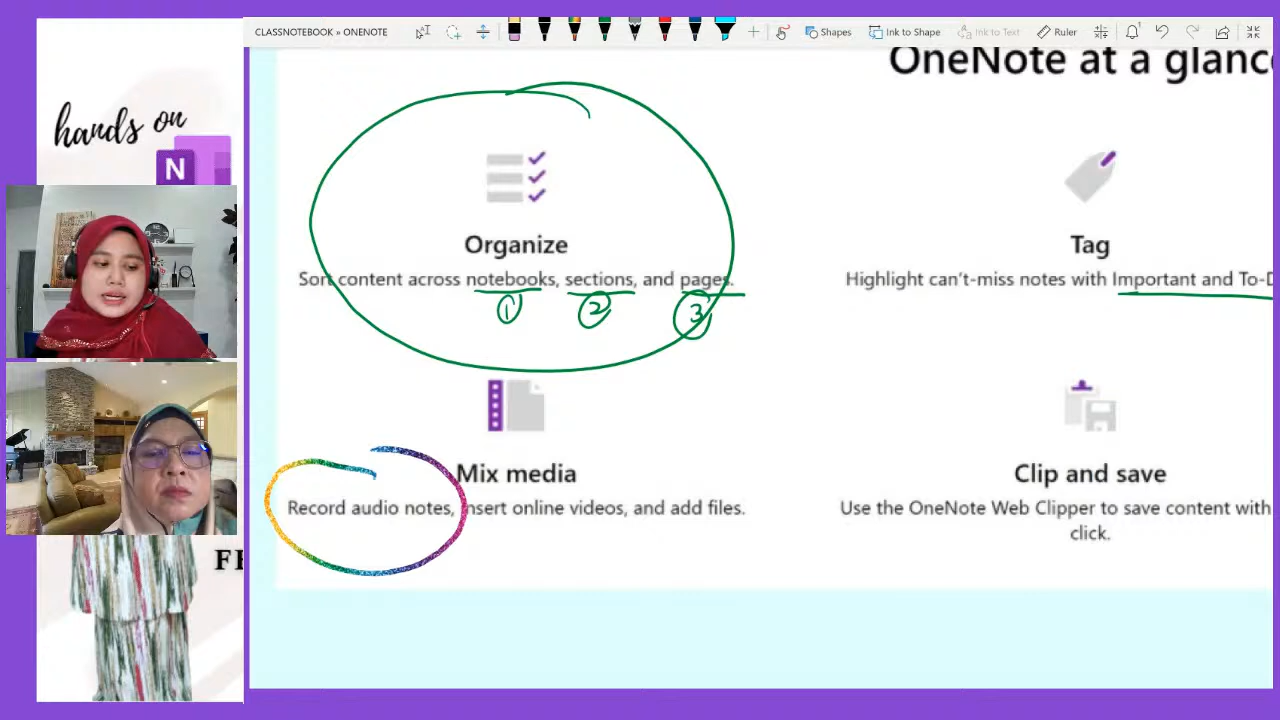 CLASSNOTEBOOK » ONENOTE
Shapes
Ink to Shape
Ink to Text
Ruler
OneNote at a glanc
hands on
N
Organize
Sort content across notebooks, sections, and pages.
1 2 3
Tag
Highlight can't-miss notes with Important and To-D
Mix media
Record audio notes, insert online videos, and add files.
Clip and save
Use the OneNote Web Clipper to save content with
click.